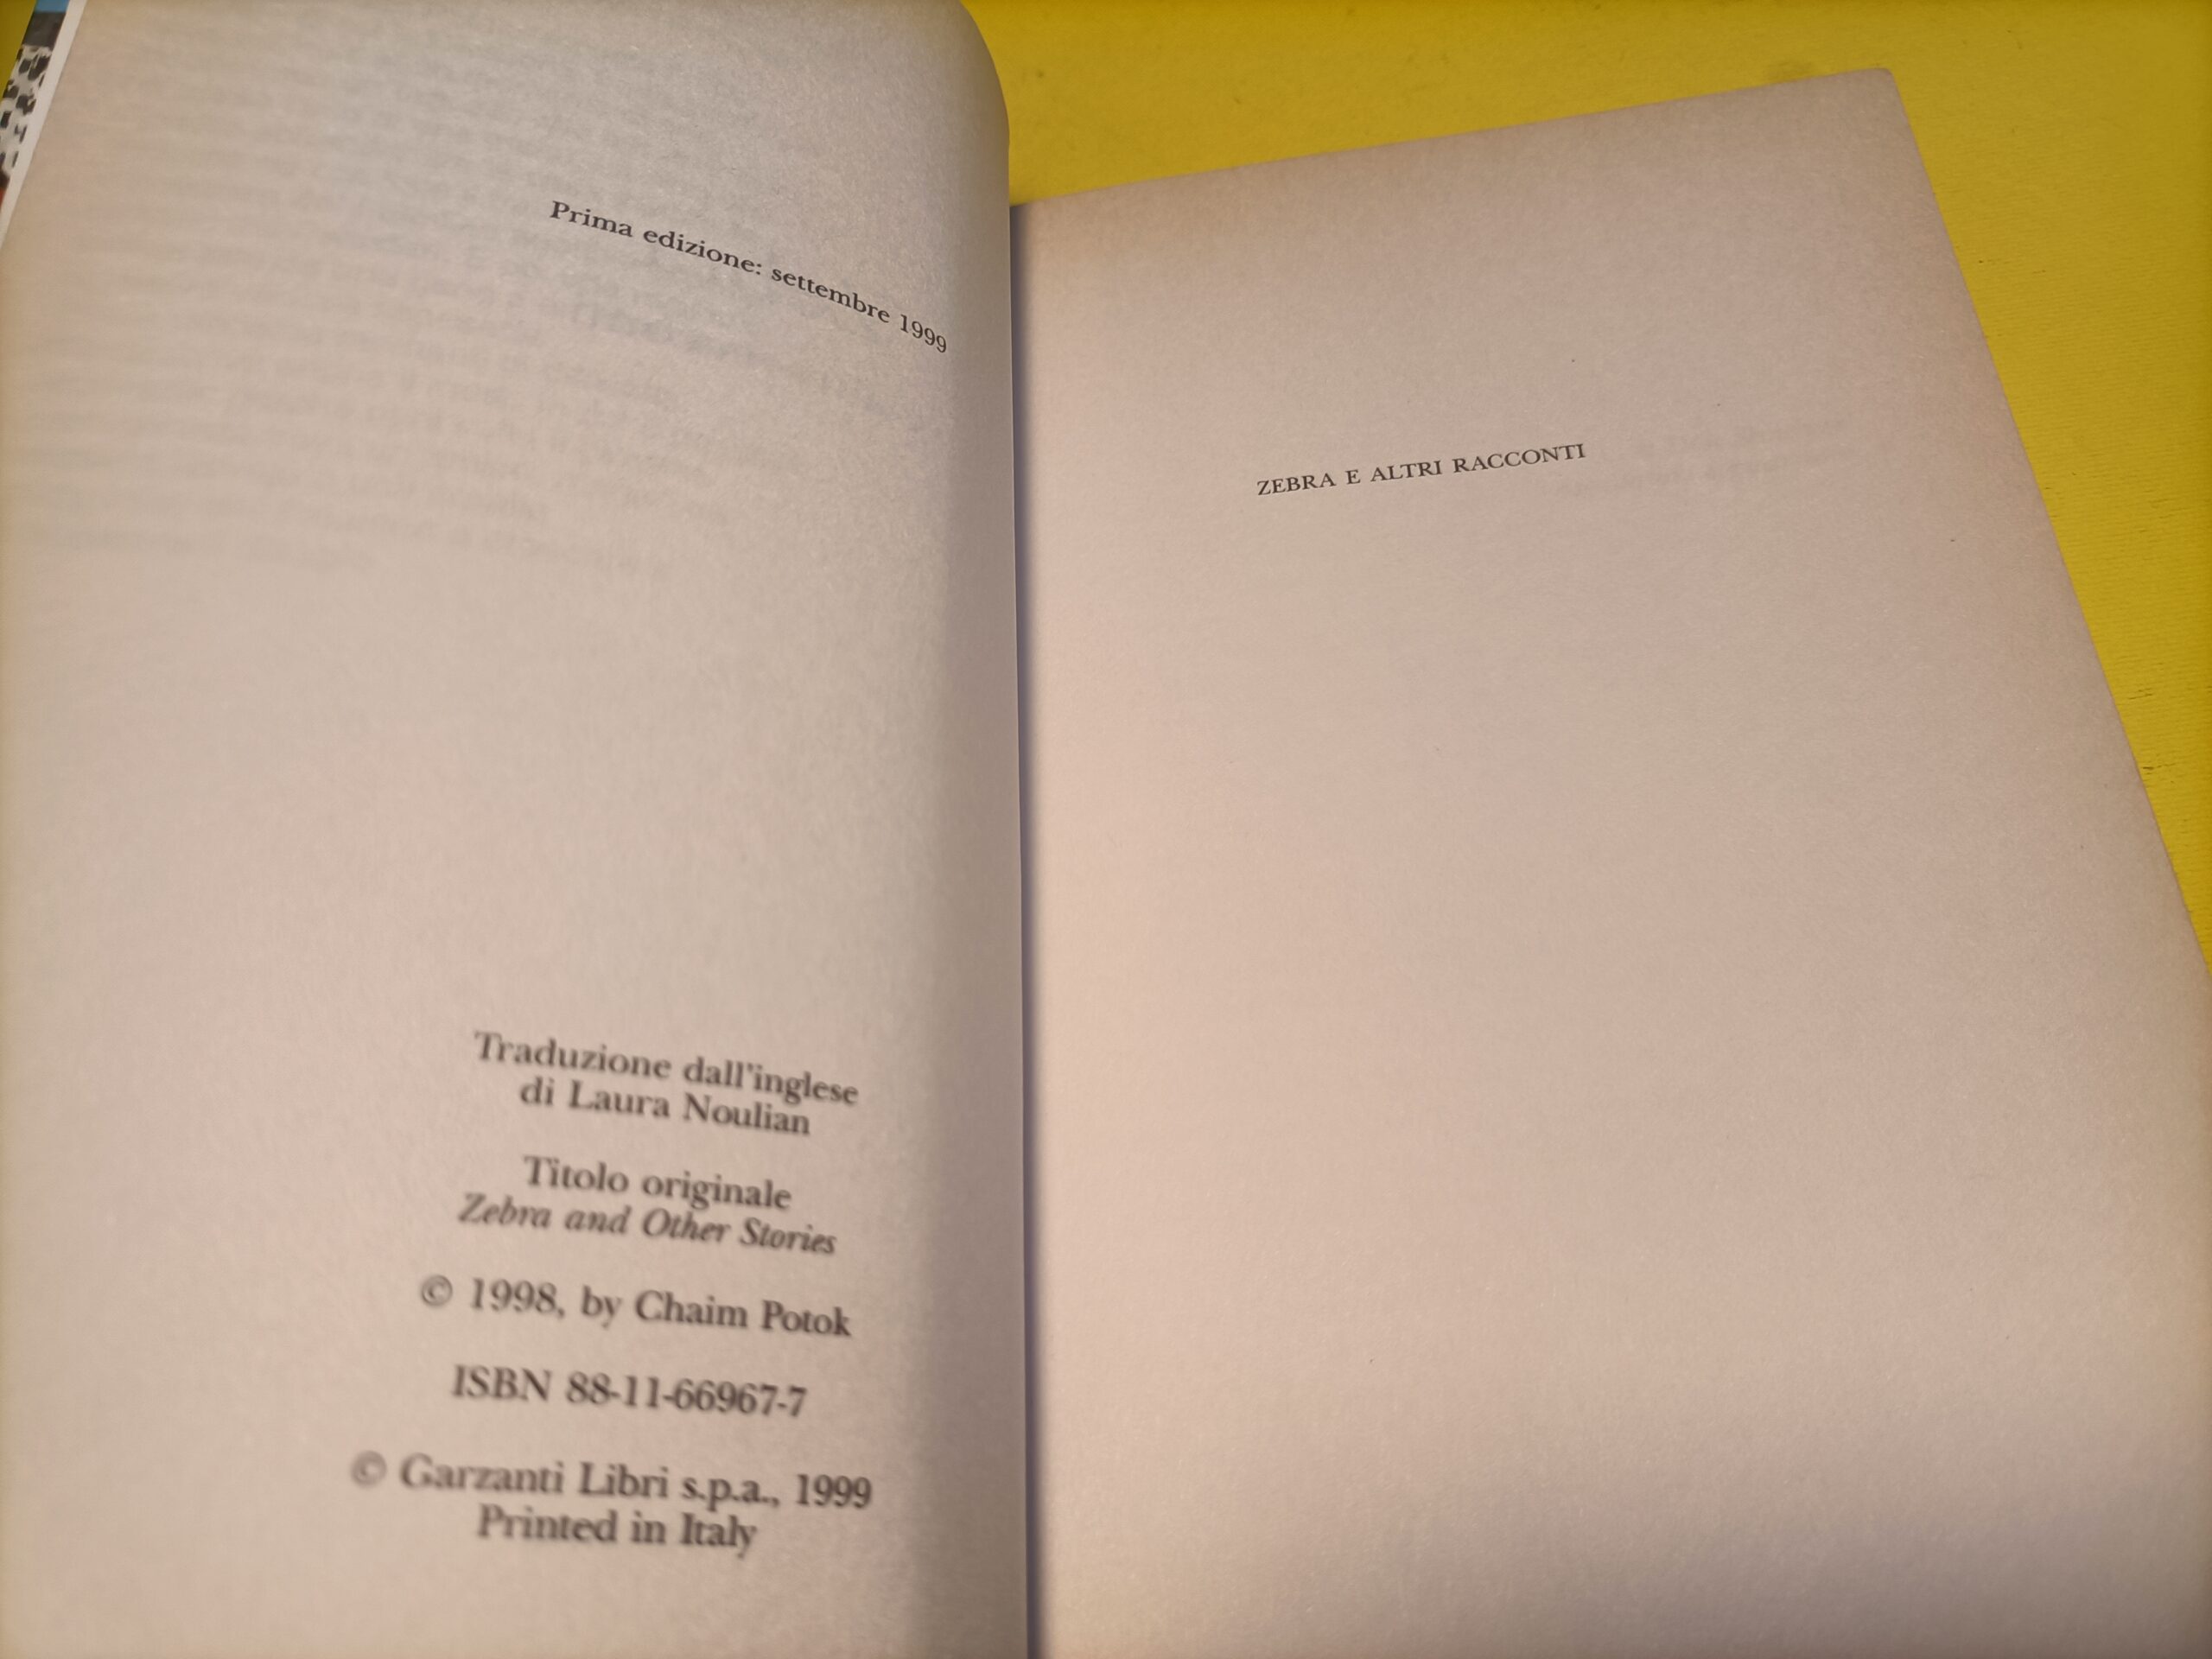 Prima edizione: settembre 1999
Traduzione dall'inglese
di Laura Noulian
Titolo originale
Zebra and Other Stories
© 1998, by Chaim Potok
ISBN 88-11-66967-7
© Garzanti Libri s.p.a., 1999
Printed in Italy
ZEBRA E ALTRI RACCONTI